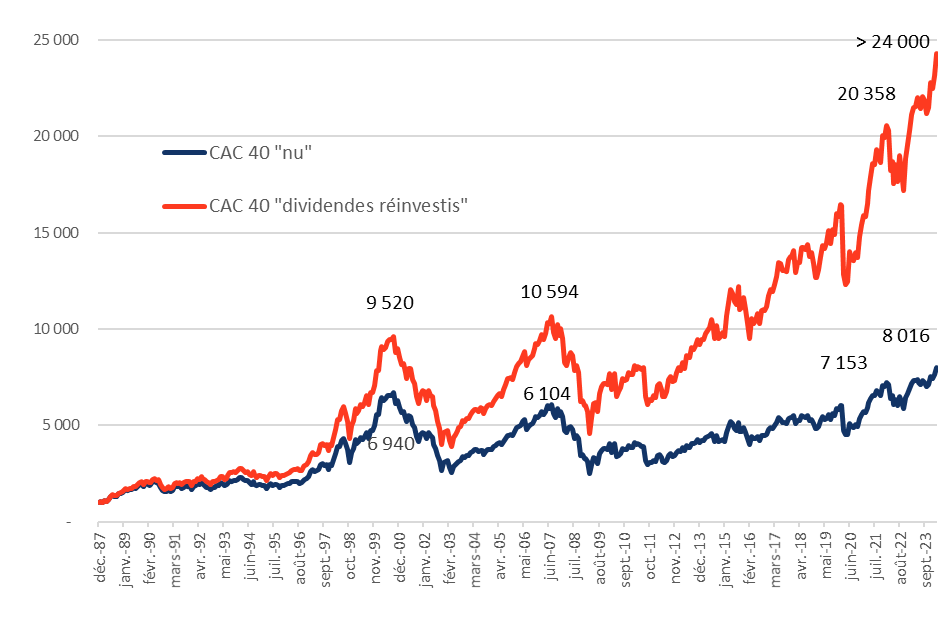 25 000
> 24 000
20 358
20 000
CAC 40 "nu"
CAC 40 "dividendes réinvestis"
15 000
9 520
10 594
10 000
8 016
7 153
6 104
5 000
6 940
-
déc.-87
janv.-89
févr.-90
mars-91
avr.-92
mai-93
juin-94
juil.-95
août-96
sept.-97
oct.-98
nov.-99
déc.-00
janv.-02
févr.-03
mars-04
avr.-05
mai-06
juin-07
juil.-08
août-09
sept.-10
oct.-11
nov.-12
déc.-13
janv.-15
févr.-16
mars-17
avr.-18
mai-19
juin-20
juil.-21
août-22
sept.-23